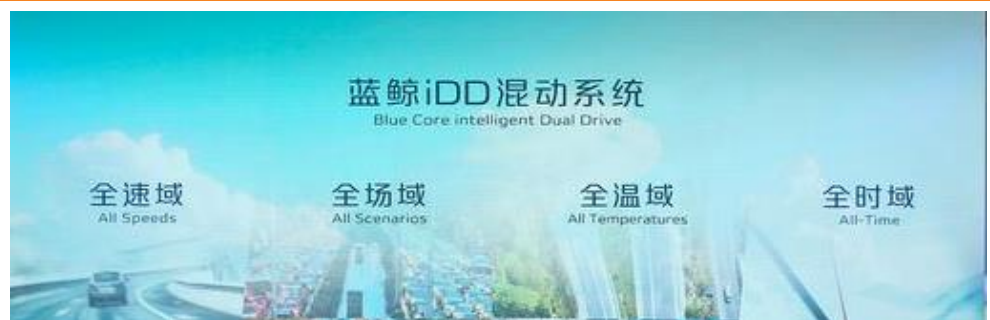 蓝鲸iDD混动系统
Blue Core intelligent Dual Drive
全速域
All Speeds
全场域
All Scenarios
全温域
All Temperatures
全时域
All-Time